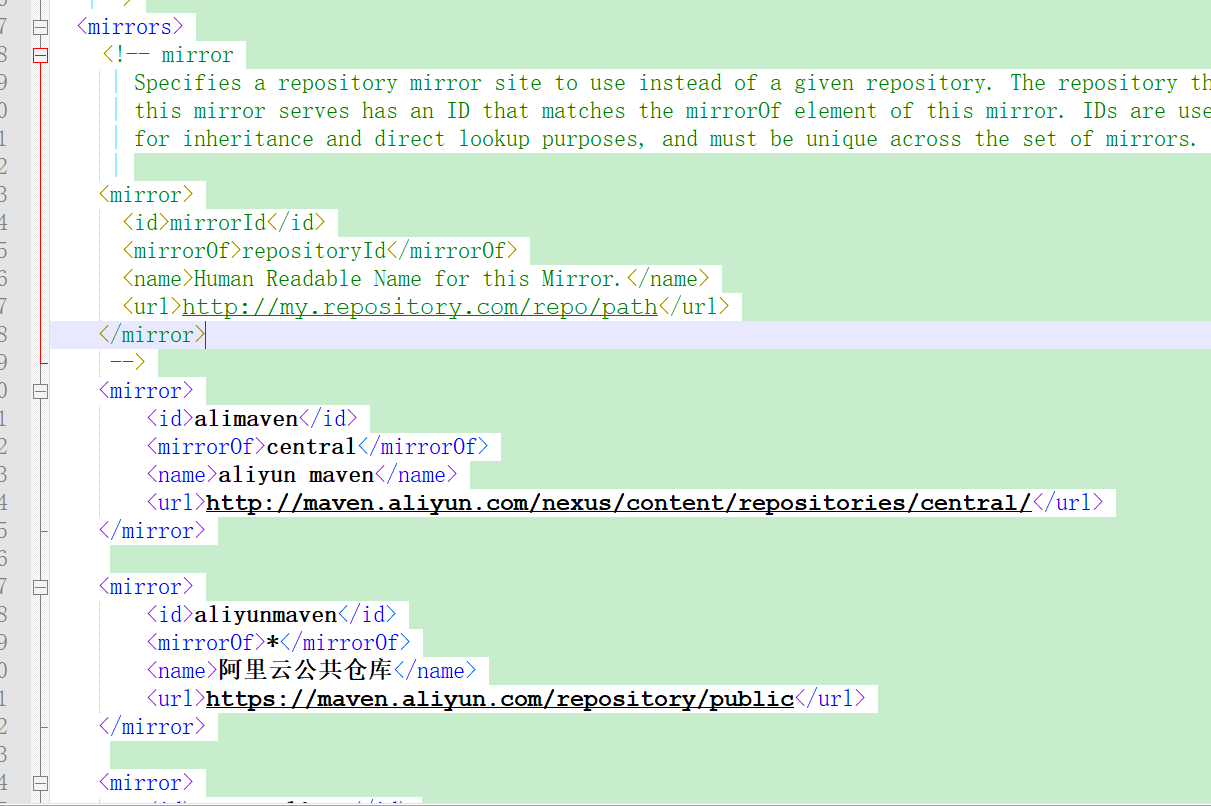 7 <mirrors>
8 <!-- mirror
9 Specifies a repository mirror site to use instead of a given repository. The repository th
0 this mirror serves has an ID that matches the mirrorOf element of this mirror. IDs are use
1 for inheritance and direct lookup purposes, and must be unique across the set of mirrors.
2
3 <mirror>
4 <id>mirrorId</id>
5 <mirrorOf>repositoryId</mirrorOf>
6 <name>Human Readable Name for this Mirror.</name>
7 <url>http://my.repository.com/repo/path</url>
8 </mirror>
9 -->
0 <mirror>
1 <id>alimaven</id>
2 <mirrorOf>central</mirrorOf>
3 <name>aliyun maven</name>
4 <url>http://maven.aliyun.com/nexus/content/repositories/central/</url>
5 </mirror>
6
7 <mirror>
8 <id>aliyunmaven</id>
9 <mirrorOf>*</mirrorOf>
0 <name>阿里云公共仓库</name>
1 <url>https://maven.aliyun.com/repository/public</url>
2 </mirror>
3
4 <mirror>